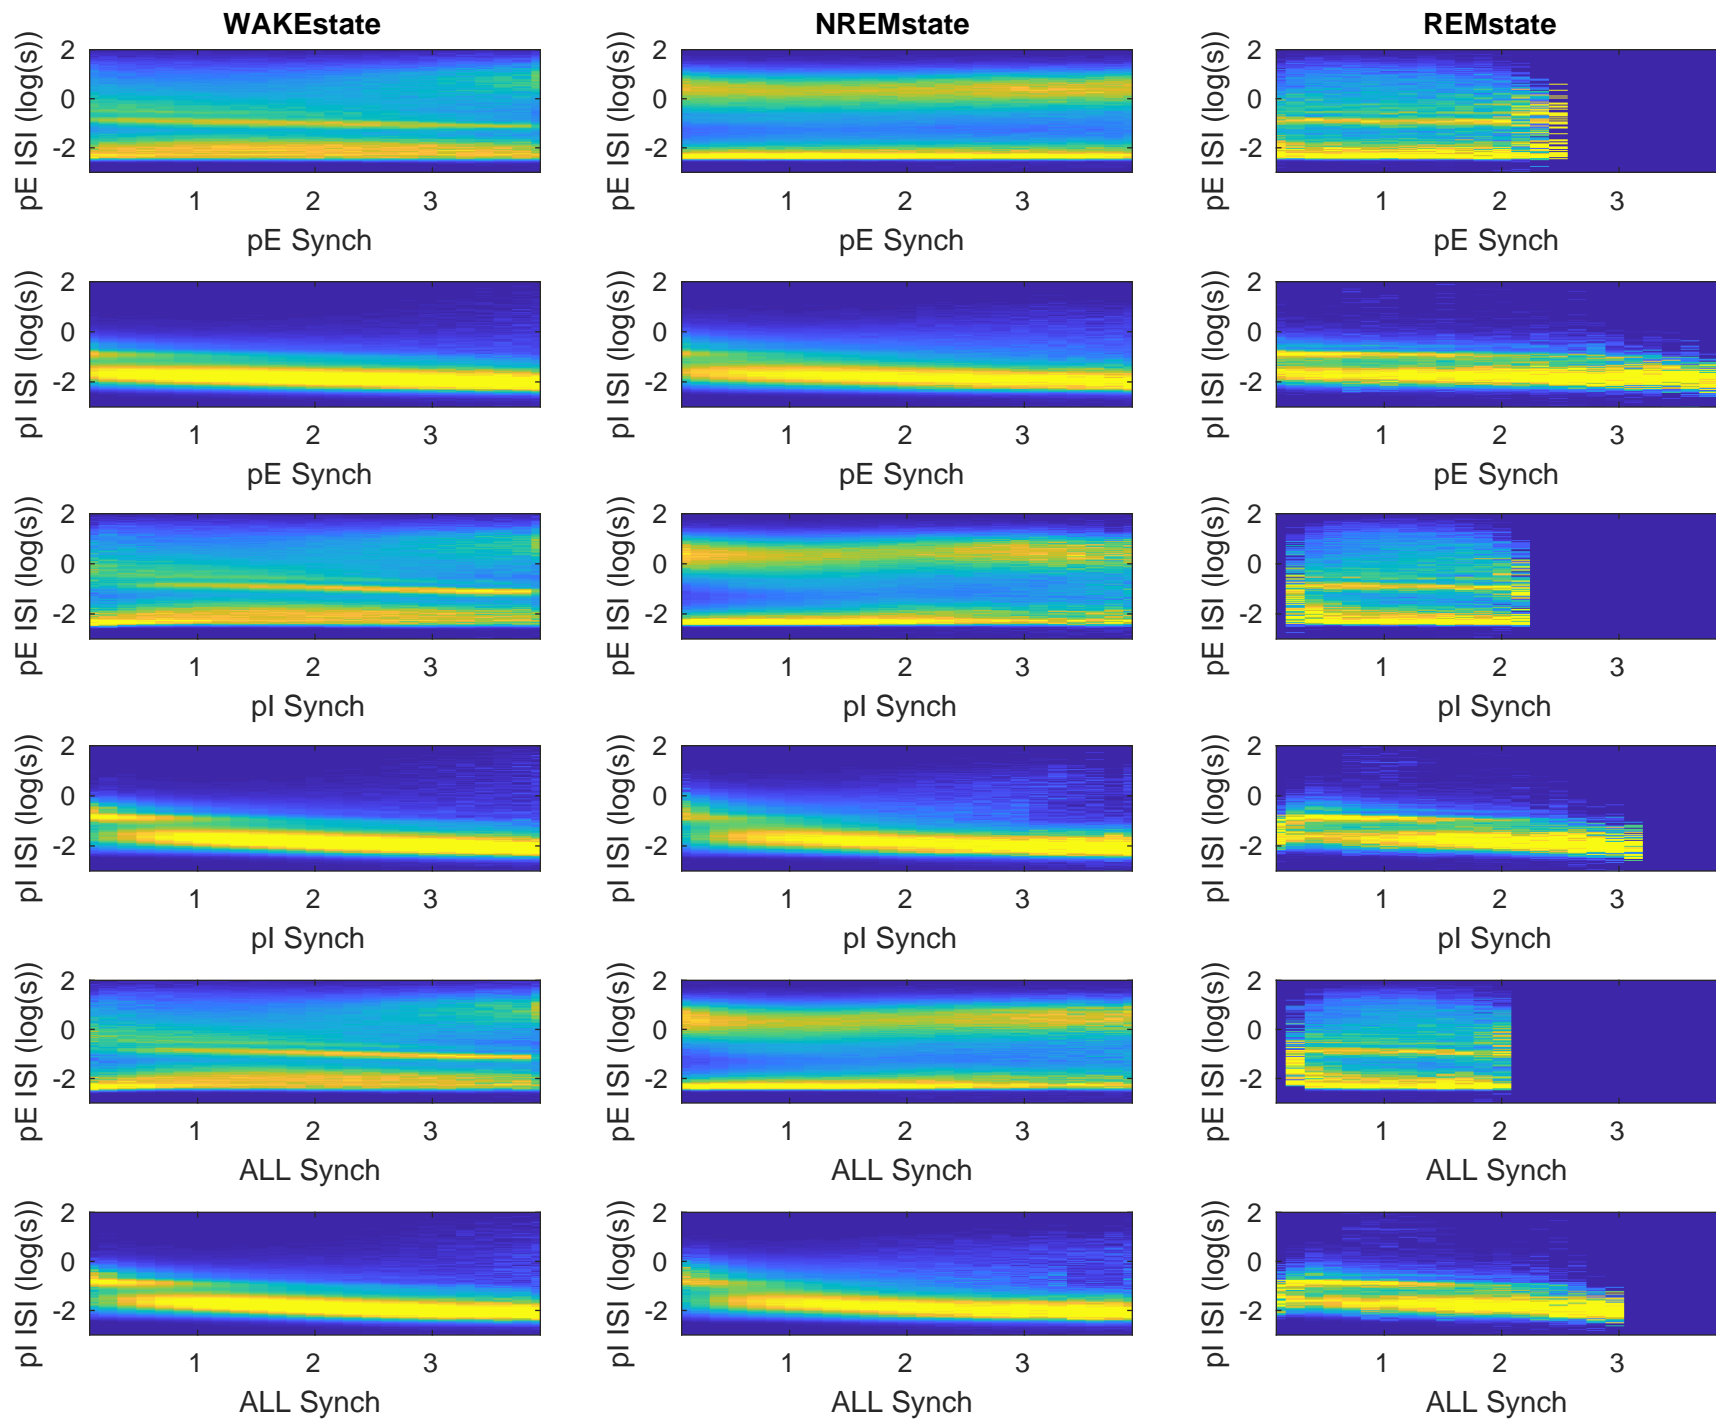 WAKEstate NREMstate REMstate
pE ISI (log(s)) 2 0 -2 pE ISI (log(s)) 2 0 -2 pE ISI (log(s)) 2 0 -2
1 2 3 1 2 3 1 2 3
pE Synch pE Synch pE Synch
pI ISI (log(s)) 2 0 -2 pI ISI (log(s)) 2 0 -2 pI ISI (log(s)) 2 0 -2
1 2 3 1 2 3 1 2 3
pE Synch pE Synch pE Synch
pE ISI (log(s)) 2 0 -2 pE ISI (log(s)) 2 0 -2 pE ISI (log(s)) 2 0 -2
1 2 3 1 2 3 1 2 3
pI Synch pI Synch pI Synch
pI ISI (log(s)) 2 0 -2 pI ISI (log(s)) 2 0 -2 pI ISI (log(s)) 2 0 -2
1 2 3 1 2 3 1 2 3
pI Synch pI Synch pI Synch
pE ISI (log(s)) 2 0 -2 pE ISI (log(s)) 2 0 -2 pE ISI (log(s)) 2 0 -2
1 2 3 1 2 3 1 2 3
ALL Synch ALL Synch ALL Synch
pI ISI (log(s)) 2 0 -2 pI ISI (log(s)) 2 0 -2 pI ISI (log(s)) 2 0 -2
1 2 3 1 2 3 1 2 3
ALL Synch ALL Synch ALL Synch